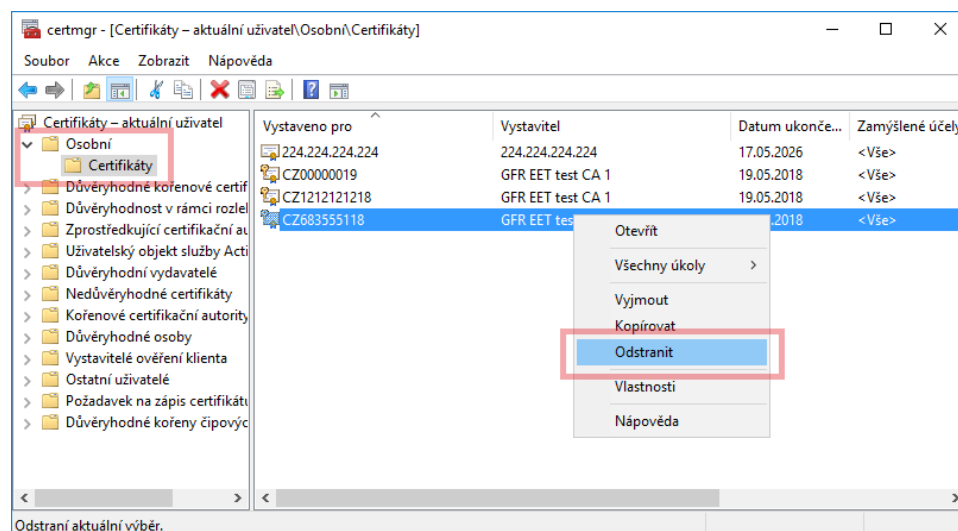 certmgr - [Certifikáty – aktuální uživatel\Osobní\Certifikáty]
Soubor Akce Zobrazit Nápověda
Certifikáty – aktuální uživatel
Osobní
Certifikáty
Důvěryhodné kořenové certif
Důvěryhodnost v rámci rozlel
Zprostředkující certifikační au
Uživatelský objekt služby Acti
Důvěryhodní vydavatelé
Nedůvěryhodné certifikáty
Kořenové certifikační autority
Důvěryhodné osoby
Vystavitelé ověření klienta
Ostatní uživatelé
Požadavek na zápis certifikátu
Důvěryhodné kořeny čipovýc
Vystaveno pro Vystavitel Datum ukonče... Zamýšlené účely
224.224.224.224 224.224.224.224 17.05.2026 <Vše>
CZ00000019 GFR EET test CA 1 19.05.2018 <Vše>
CZ1212121218 GFR EET test CA 1 19.05.2018 <Vše>
CZ683555118 GFR EET tes .2018 <Vše>
Otevřít
Všechny úkoly
Vyjmout
Kopírovat
Odstranit
Vlastnosti
Nápověda
Odstraní aktuální výběr.